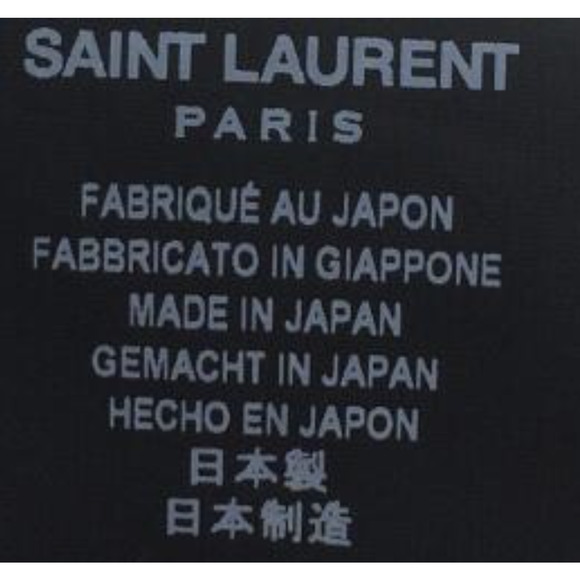 SAINT LAURENT
PARIS
FABRIQUÉ AU JAPON
FABBRICATO IN GIAPPONE
MADE IN JAPAN
GEMACHT IN JAPAN
HECHO EN JAPON
日本製
日本制造